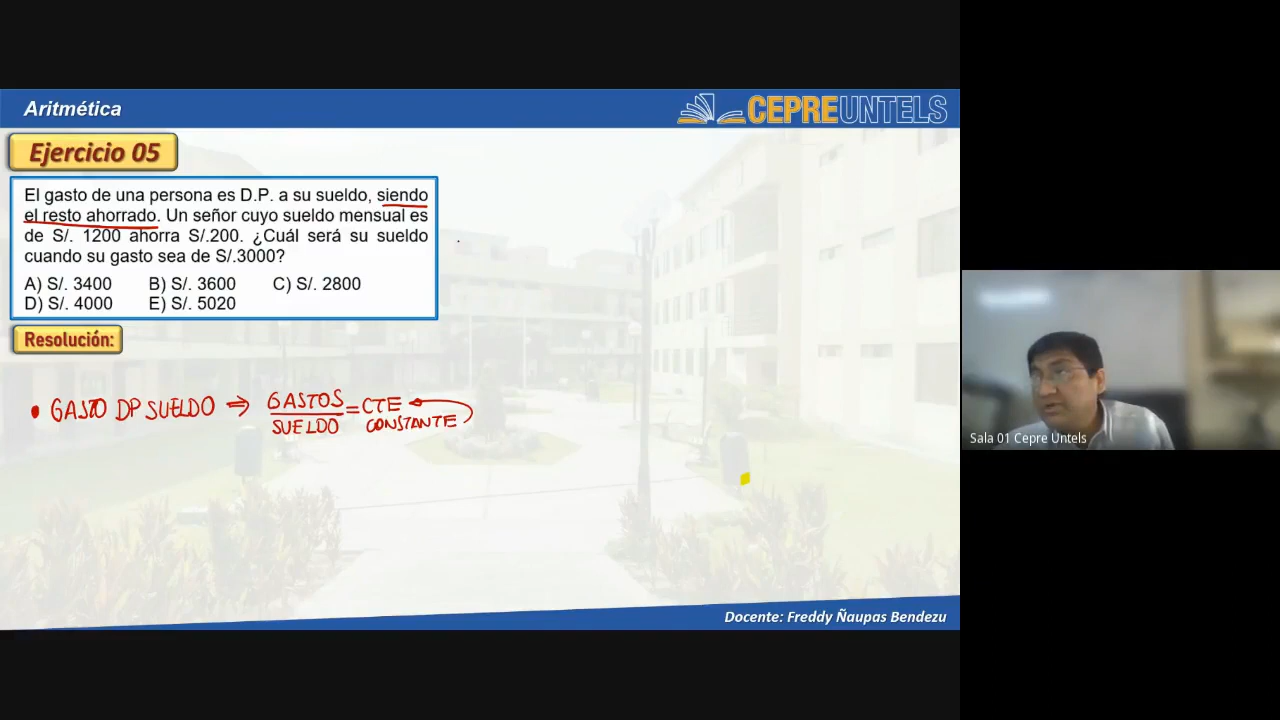 Aritmética
CEPREUNTELS
Ejercicio 05
El gasto de una persona es D.P. a su sueldo, siendo
el resto ahorrado. Un señor cuyo sueldo mensual es
de S/. 1200 ahorra S/.200. ¿Cuál será su sueldo
cuando su gasto sea de S/.3000?
A) S/. 3400 B) S/. 3600 C) S/. 2800
D) S/. 4000 E) S/. 5020
Resolución:
• GASTO DP SUELDO ⇒ GASTOS/SUELDO = CTE
CONSTANTE
Sala 01 Cepre Untels
Docente: Freddy Ñaupas Bendezu